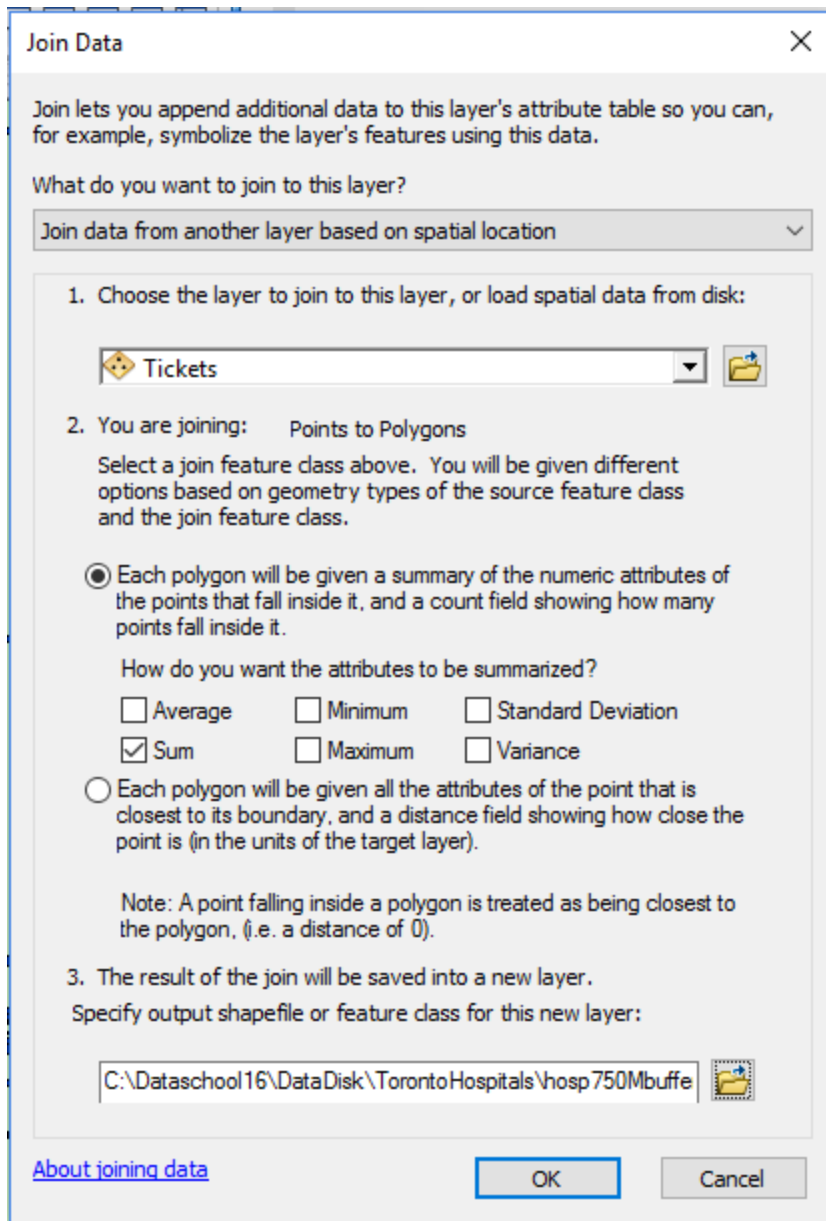 Join Data
Join lets you append additional data to this layer's attribute table so you can,
for example, symbolize the layer's features using this data.
What do you want to join to this layer?
Join data from another layer based on spatial location
1. Choose the layer to join to this layer, or load spatial data from disk:
Tickets
2. You are joining: Points to Polygons
Select a join feature class above. You will be given different
options based on geometry types of the source feature class
and the join feature class.
Each polygon will be given a summary of the numeric attributes of
the points that fall inside it, and a count field showing how many
points fall inside it.
How do you want the attributes to be summarized?
Average Minimum Standard Deviation
Sum Maximum Variance
Each polygon will be given all the attributes of the point that is
closest to its boundary, and a distance field showing how close the
point is (in the units of the target layer).
Note: A point falling inside a polygon is treated as being closest to
the polygon, (i.e. a distance of 0).
3. The result of the join will be saved into a new layer.
Specify output shapefile or feature class for this new layer:
C:\Dataschool16\DataDisk\TorontoHospitals\hosp750Mbuffe
About joining data OK Cancel